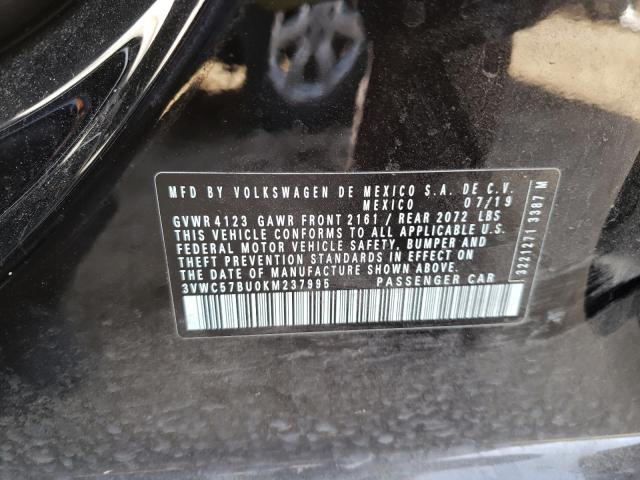 MFD BY VOLKSWAGEN DE MEXICO S.A. DE C.V.
MEXICO 07/19
GVWR 4123 GAWR FRONT 2161 / REAR 2072 LBS
THIS VEHICLE CONFORMS TO ALL APPLICABLE U.S.
FEDERAL MOTOR VEHICLE SAFETY, BUMPER AND
THEFT PREVENTION STANDARDS IN EFFECT ON
THE DATE OF MANUFACTURE SHOWN ABOVE.
3VWC57BU0KM237995 PASSENGER CAR
3221271 3387 M